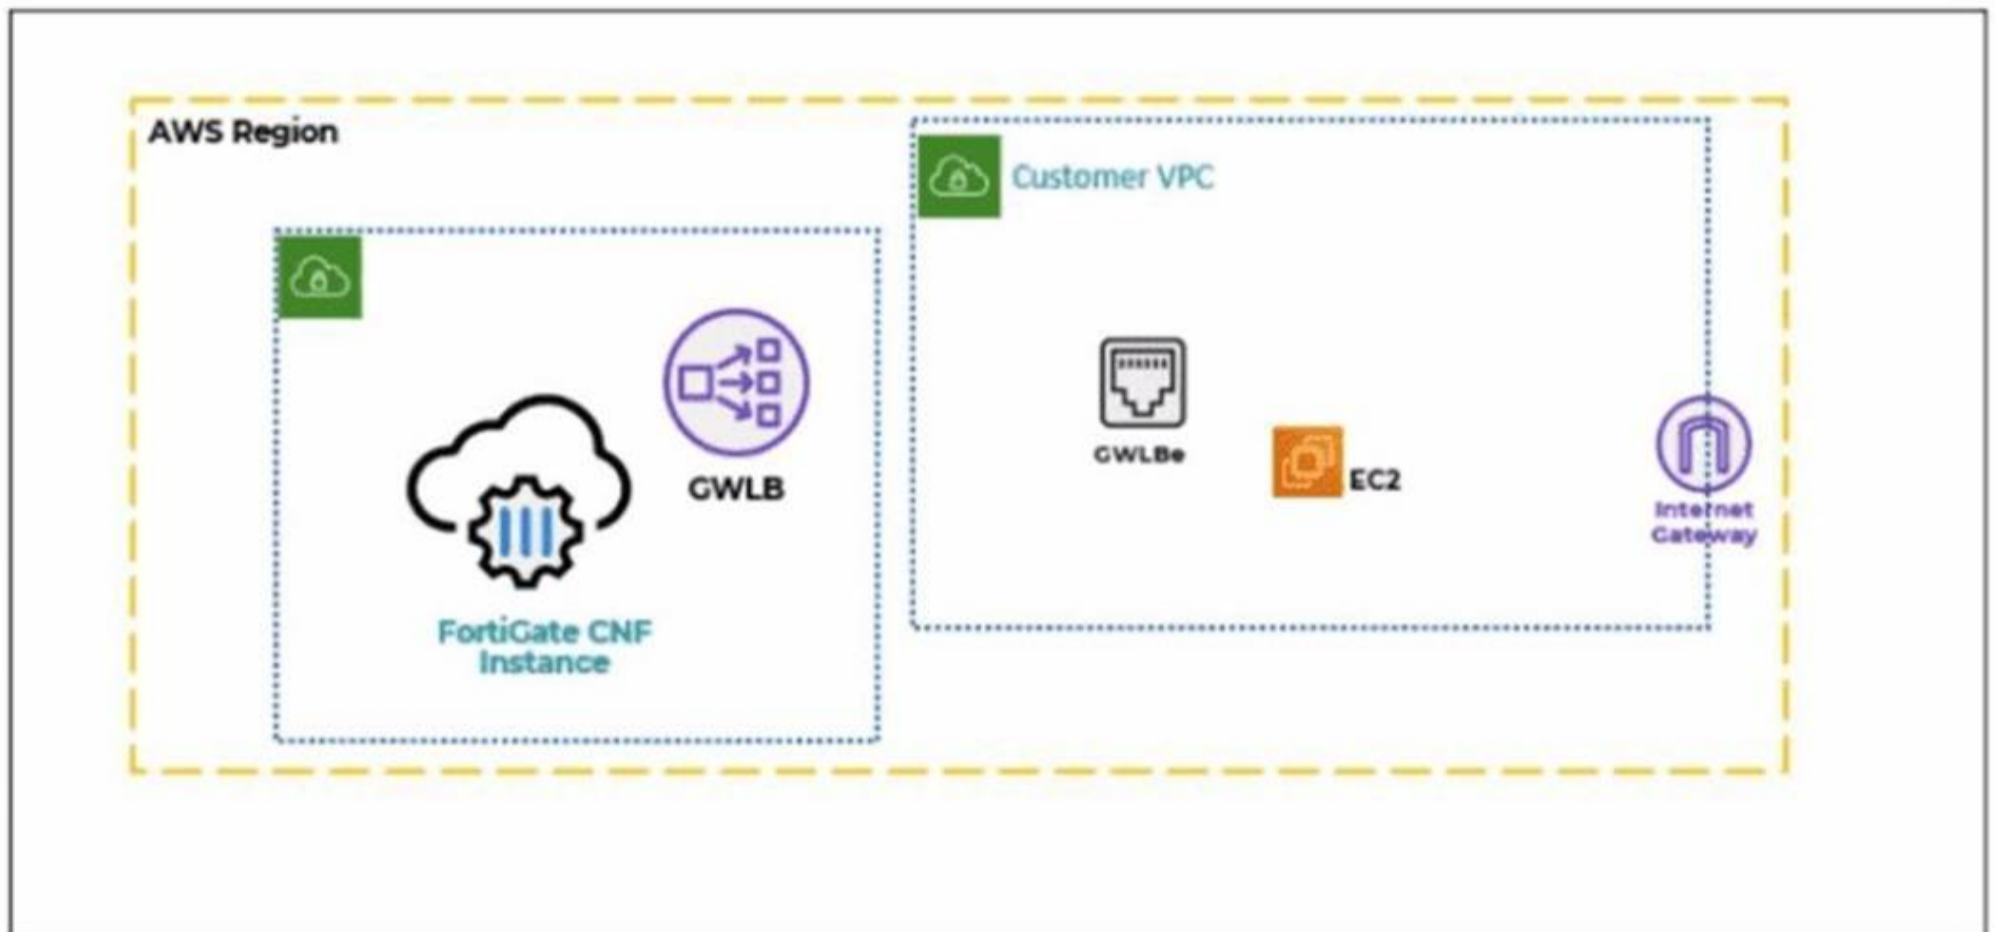 AWS Region
Customer VPC
GWLB
GWLBe
EC2
Internet
Gateway
FortiGate CNF
Instance